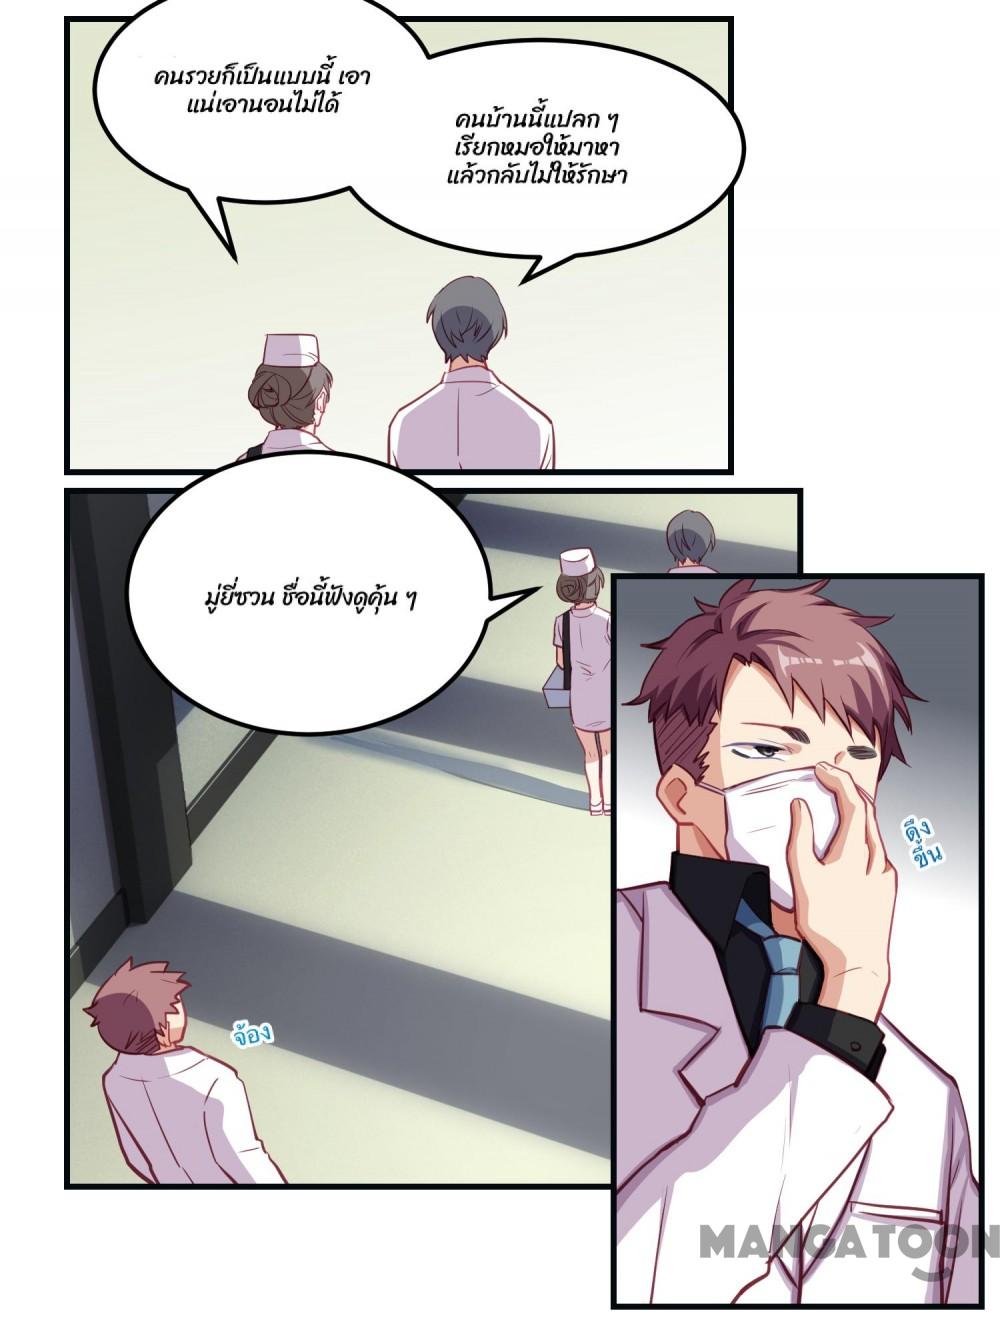 คนรวยก็เป็นแบบนี้ เอา
แน่เอานอนไม่ได้
คนบ้านนี้แปลก ๆ
เรียกหมอให้มาหา
แล้วกลับไม่ให้รักษา
มู่ยี่ซวน ชื่อนี้ฟังดูคุ้น ๆ
จ้อง
ดึง
ขึ้น
MANGATOON